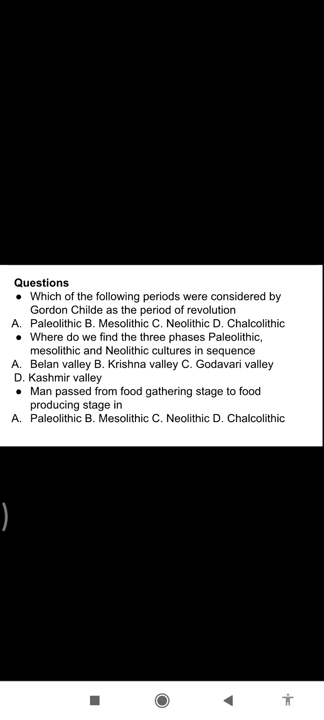 Questions
● Which of the following periods were considered by
Gordon Childe as the period of revolution
A. Paleolithic B. Mesolithic C. Neolithic D. Chalcolithic
● Where do we find the three phases Paleolithic,
mesolithic and Neolithic cultures in sequence
A. Belan valley B. Krishna valley C. Godavari valley
D. Kashmir valley
● Man passed from food gathering stage to food
producing stage in
A. Paleolithic B. Mesolithic C. Neolithic D. Chalcolithic